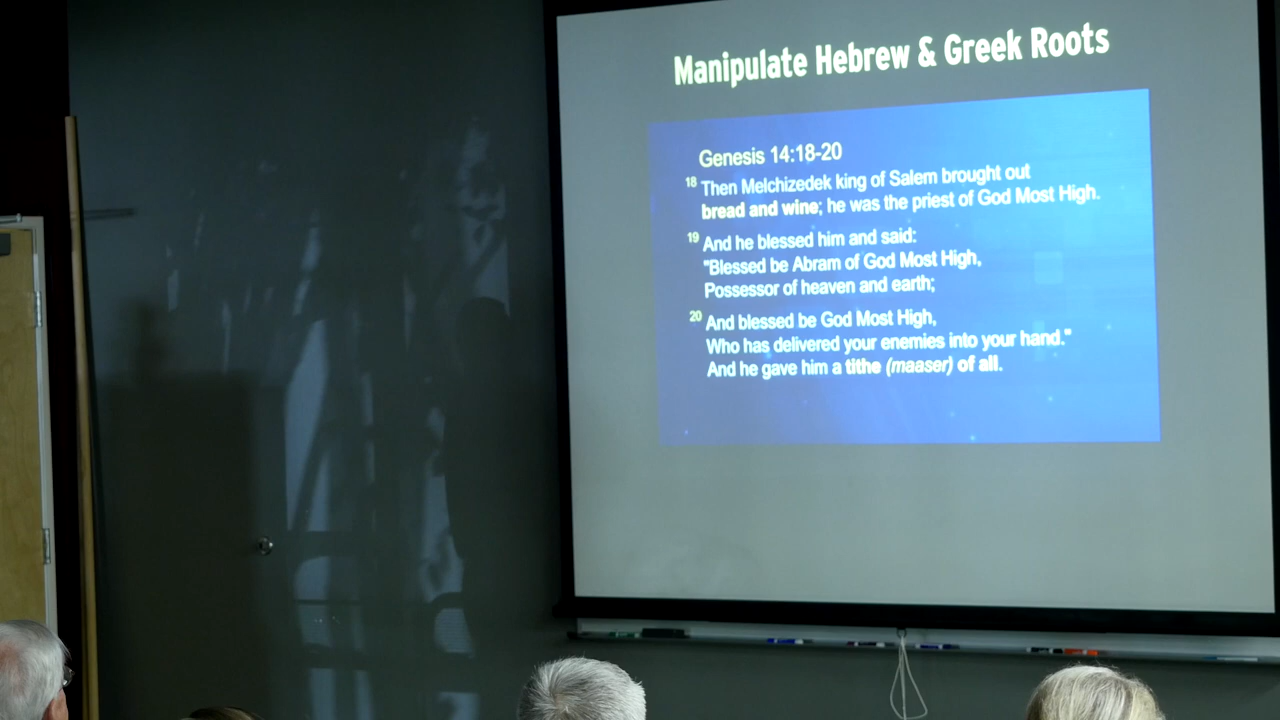 Manipulate Hebrew & Greek Roots
Genesis 14:18-20
18 Then Melchizedek king of Salem brought out
bread and wine; he was the priest of God Most High.
19 And he blessed him and said:
"Blessed be Abram of God Most High,
Possessor of heaven and earth;
20 And blessed be God Most High,
Who has delivered your enemies into your hand."
And he gave him a tithe (maaser) of all.